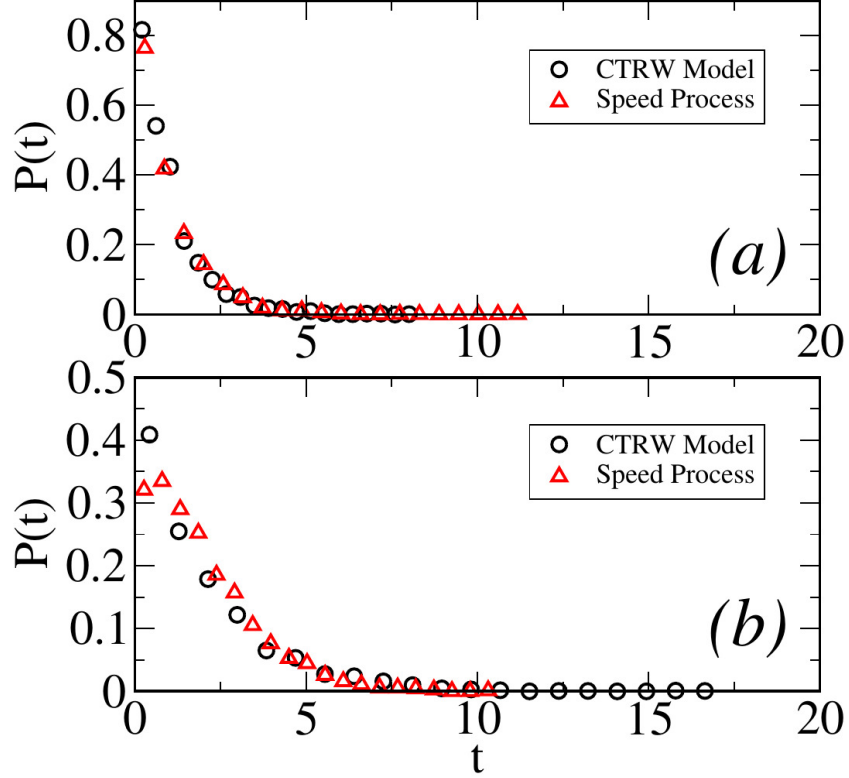 0.8
0.6
0.4
0.2
0
P(t)
CTRW Model
Speed Process
(a)
0 5 10 15 20
0.5
0.4
0.3
0.2
0.1
0
P(t)
CTRW Model
Speed Process
(b)
0 5 10 15 20
t